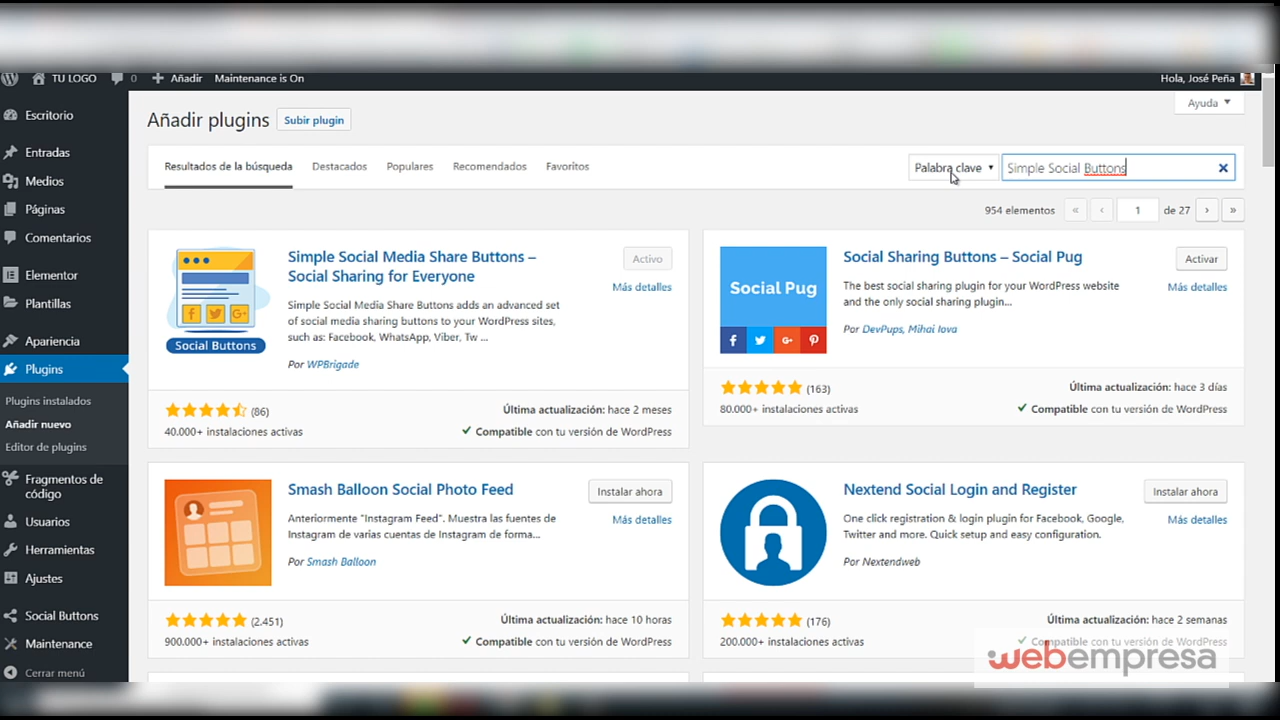 TU LOGO
0
Añadir
Maintenance is On
Hola, José Peña
Ayuda
Escritorio
Entradas
Medios
Páginas
Comentarios
Elementor
Plantillas
Apariencia
Plugins
Plugins instalados
Añadir nuevo
Editor de plugins
Fragmentos de
código
Usuarios
Herramientas
Ajustes
Social Buttons
Maintenance
Cerrar menú
Añadir plugins
Subir plugin
Resultados de la búsqueda
Destacados
Populares
Recomendados
Favoritos
Palabra clave
Simple Social Buttons
954 elementos
«
‹
1
de 27
›
»
Simple Social Media Share Buttons –
Social Sharing for Everyone
Activo
Más detalles
Simple Social Media Share Buttons adds an advanced set
of social media sharing buttons to your WordPress sites,
such as: Facebook, WhatsApp, Viber, Tw ...
Por WPBrigade
Social Buttons
(86)
40.000+ instalaciones activas
Última actualización: hace 2 meses
Compatible con tu versión de WordPress
Social Pug
Social Sharing Buttons – Social Pug
Activar
Más detalles
The best social sharing plugin for your WordPress website
and the only social sharing plugin...
Por DevPups, Mihai Iova
(163)
80.000+ instalaciones activas
Última actualización: hace 3 días
Compatible con tu versión de WordPress
Smash Balloon Social Photo Feed
Instalar ahora
Más detalles
Anteriormente "Instagram Feed". Muestra las fuentes de
Instagram de varias cuentas de Instagram de forma...
Por Smash Balloon
(2.451)
900.000+ instalaciones activas
Última actualización: hace 10 horas
Compatible con tu versión de WordPress
Nextend Social Login and Register
Instalar ahora
Más detalles
One click registration & login plugin for Facebook, Google,
Twitter and more. Quick setup and easy configuration.
Por Nextendweb
(176)
200.000+ instalaciones activas
Última actualización: hace 2 semanas
Compatible con tu versión de WordPress
webempresa